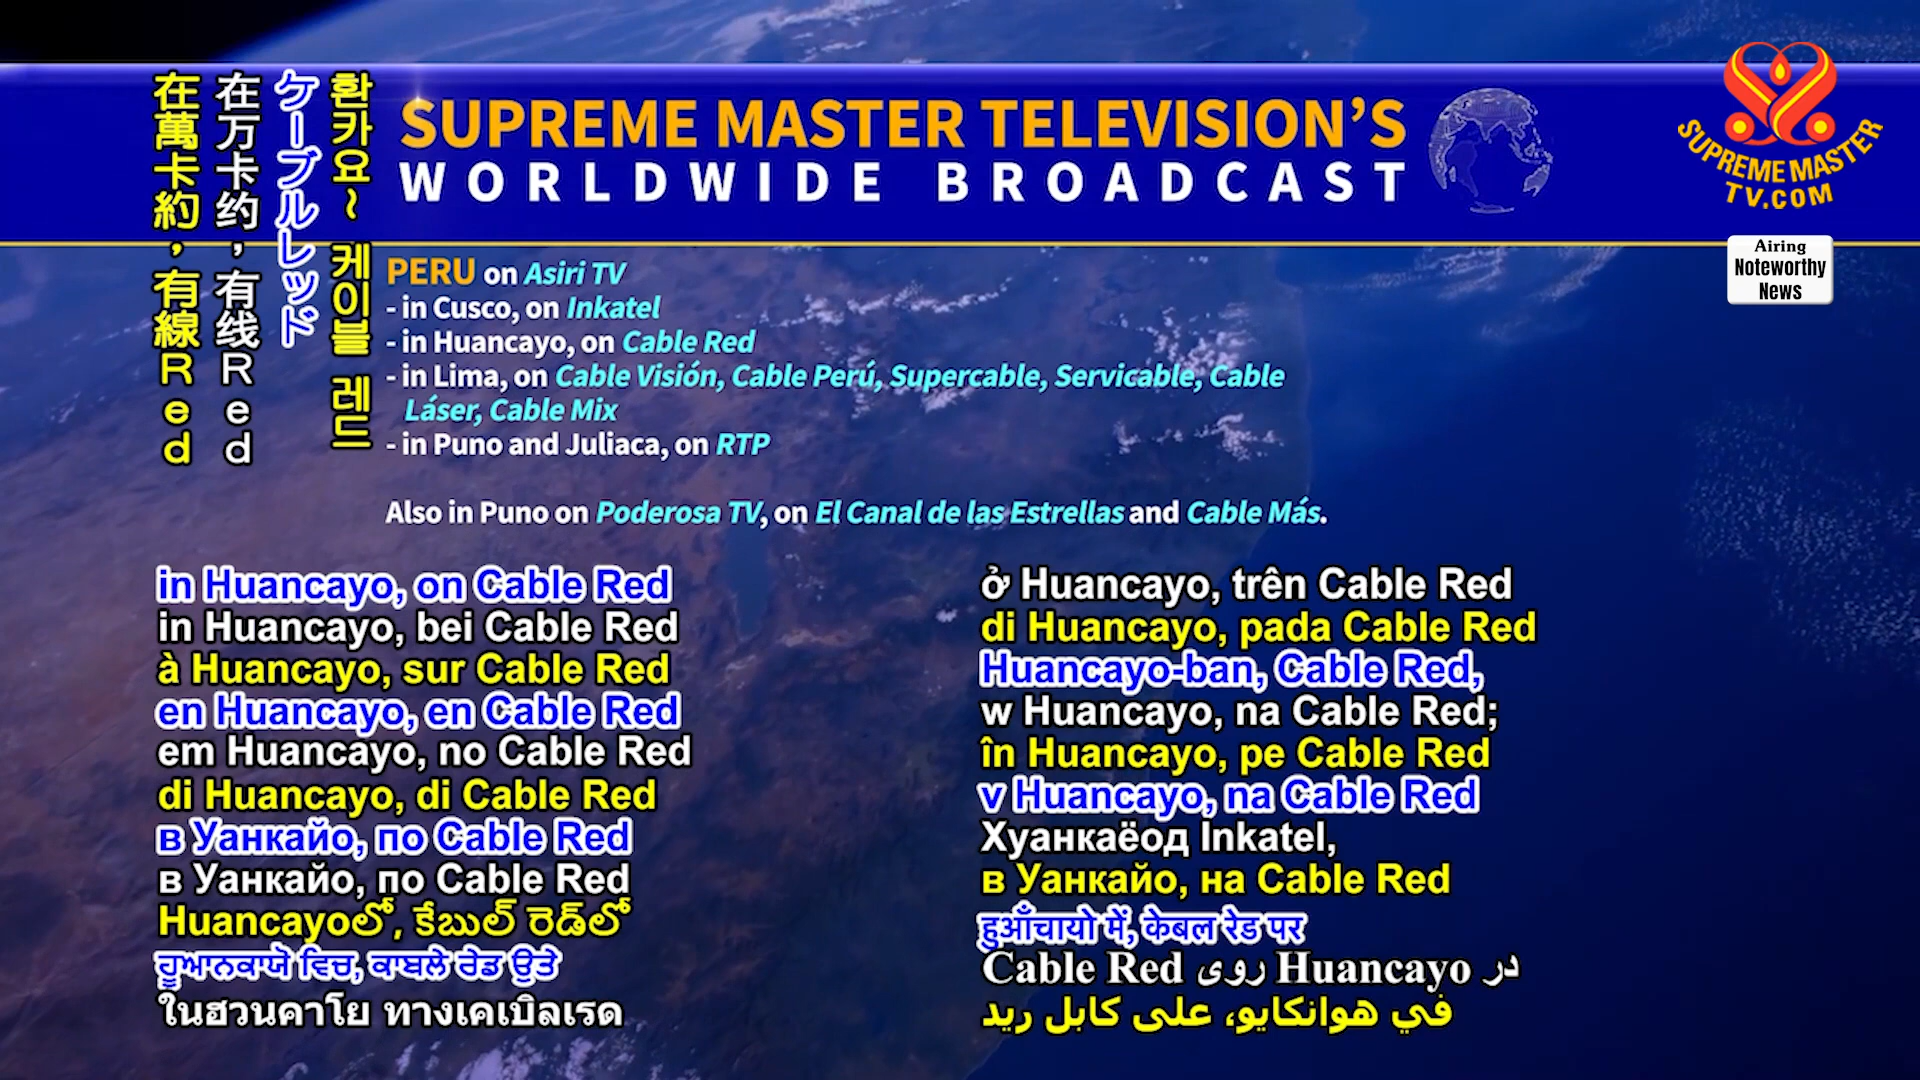 在萬卡約，有線Red
在万卡约，有线Red
ケーブルレッド
환카요~ 케이블 레드
SUPREME MASTER TELEVISION'S
WORLDWIDE BROADCAST
SUPREME MASTER
TV.COM
Airing
Noteworthy
News
PERU on Asiri TV
- in Cusco, on Inkatel
- in Huancayo, on Cable Red
- in Lima, on Cable Visión, Cable Perú, Supercable, Servicable, Cable
Láser, Cable Mix
- in Puno and Juliaca, on RTP
Also in Puno on Poderosa TV, on El Canal de las Estrellas and Cable Más.
in Huancayo, on Cable Red
in Huancayo, bei Cable Red
à Huancayo, sur Cable Red
en Huancayo, en Cable Red
em Huancayo, no Cable Red
di Huancayo, di Cable Red
в Уанкайо, по Cable Red
в Уанкайо, по Cable Red
Huancayoలో, కేబుల్ రెడ్‌లో
ਹੂਆਨਕਾਯੋ ਵਿਚ, ਕਾਬਲੇ ਰੇਡ ਉਤੇ
ในฮวนคาโย ทางเคเบิลเรด
ở Huancayo, trên Cable Red
di Huancayo, pada Cable Red
Huancayo-ban, Cable Red,
w Huancayo, na Cable Red;
în Huancayo, pe Cable Red
v Huancayo, na Cable Red
Хуанкаёод Inkatel,
в Уанкайо, на Cable Red
हुआँचायो में, केबल रेड पर
در Huancayo روی Cable Red
في هوانكايو، على كابل ريد